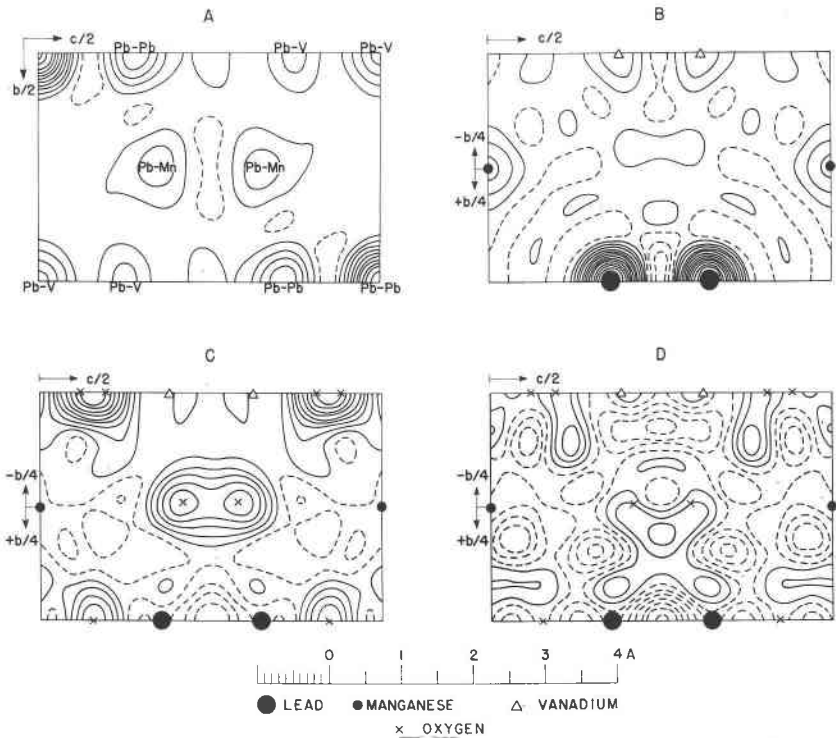 A
B
c/2
Pb-Pb
Pb-V
Pb-V
c/2
b/2
Pb-Mn
Pb-Mn
-b/4
+b/4
Pb-V
Pb-V
Pb-Pb
Pb-Pb
C
D
c/2
c/2
-b/4
+b/4
-b/4
+b/4
0 1 2 3 4 A
LEAD MANGANESE VANADIUM
× OXYGEN